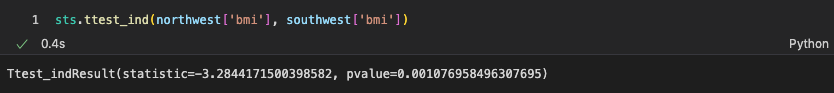 1 sts.ttest_ind(northwest['bmi'], southwest['bmi'])
✓ 0.4s Python
Ttest_indResult(statistic=-3.2844171500398582, pvalue=0.001076958496307695)